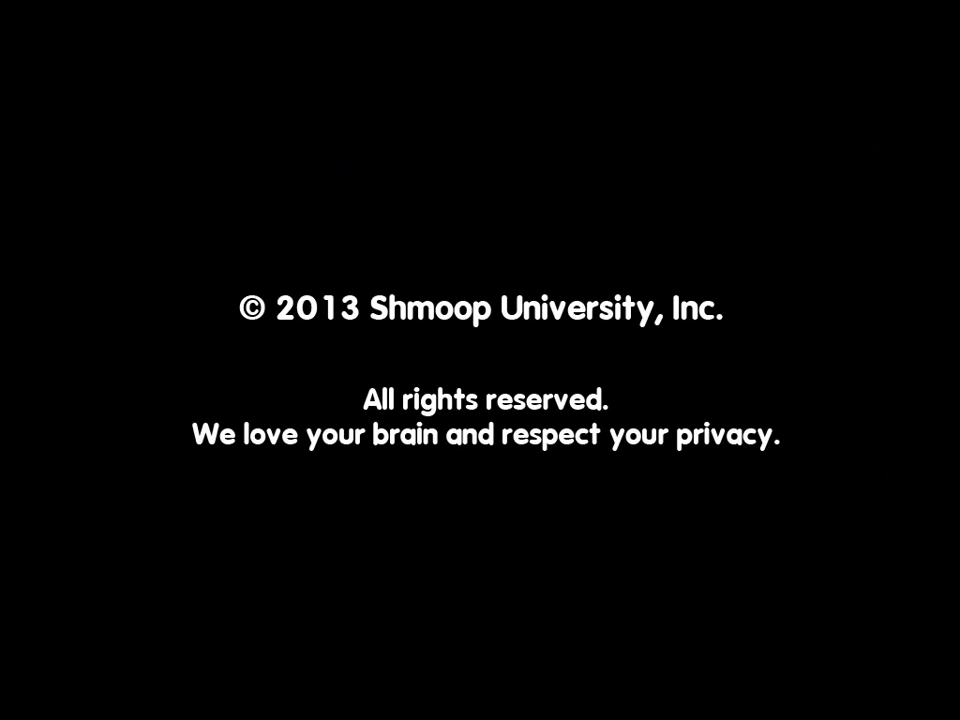 © 2013 Shmoop University, Inc.
All rights reserved.
We love your brain and respect your privacy.